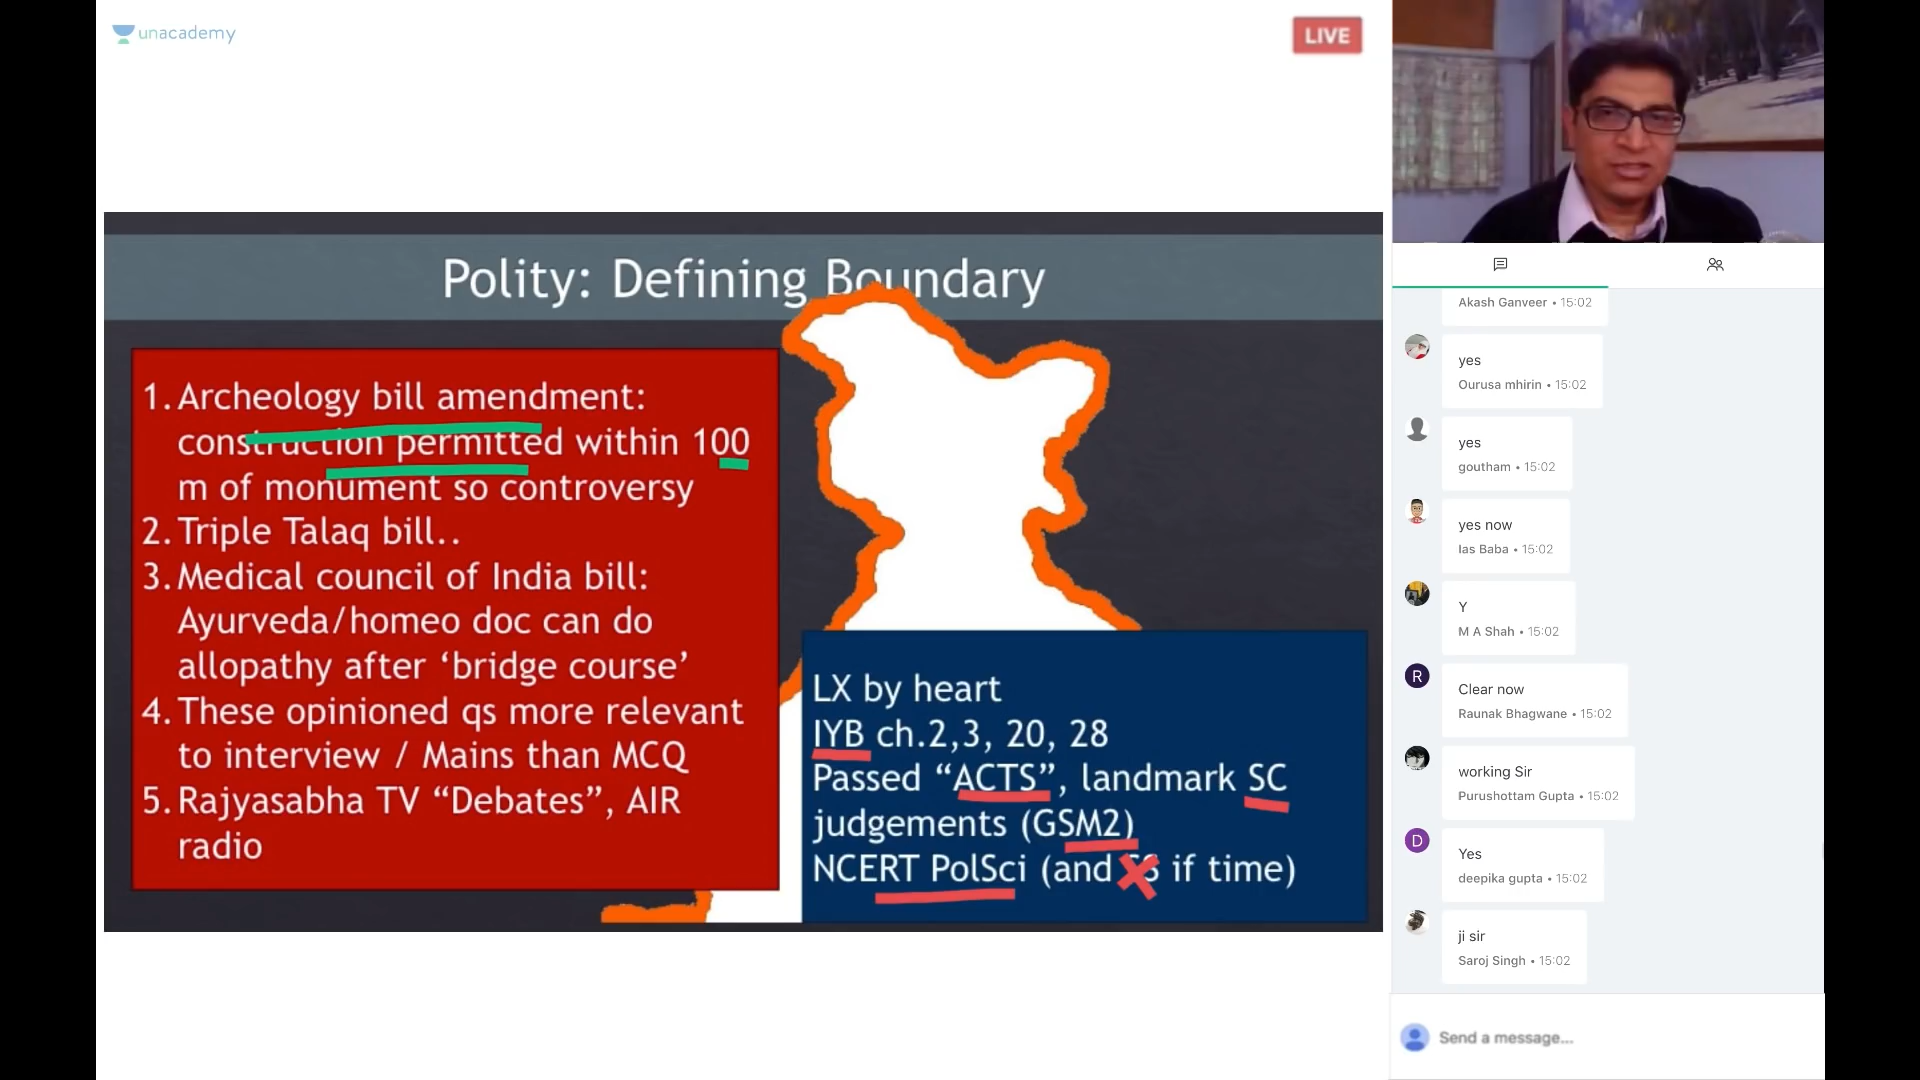 unacademy
LIVE
Polity: Defining Boundary
1. Archeology bill amendment:
construction permitted within 100
m of monument so controversy
2. Triple Talaq bill..
3. Medical council of India bill:
Ayurveda/homeo doc can do
allopathy after ‘bridge course’
4. These opinioned qs more relevant
to interview / Mains than MCQ
5. Rajyasabha TV “Debates”, AIR
radio
LX by heart
IYB ch.2,3, 20, 28
Passed “ACTS”, landmark SC
judgements (GSM2)
NCERT PolSci (and if time)
Akash Ganveer • 15:02
yes
Ourusa mhirin • 15:02
yes
goutham • 15:02
yes now
Ias Baba • 15:02
Y
M A Shah • 15:02
R
Clear now
Raunak Bhagwane • 15:02
working Sir
Purushottam Gupta • 15:02
D
Yes
deepika gupta • 15:02
ji sir
Saroj Singh • 15:02
Send a message...